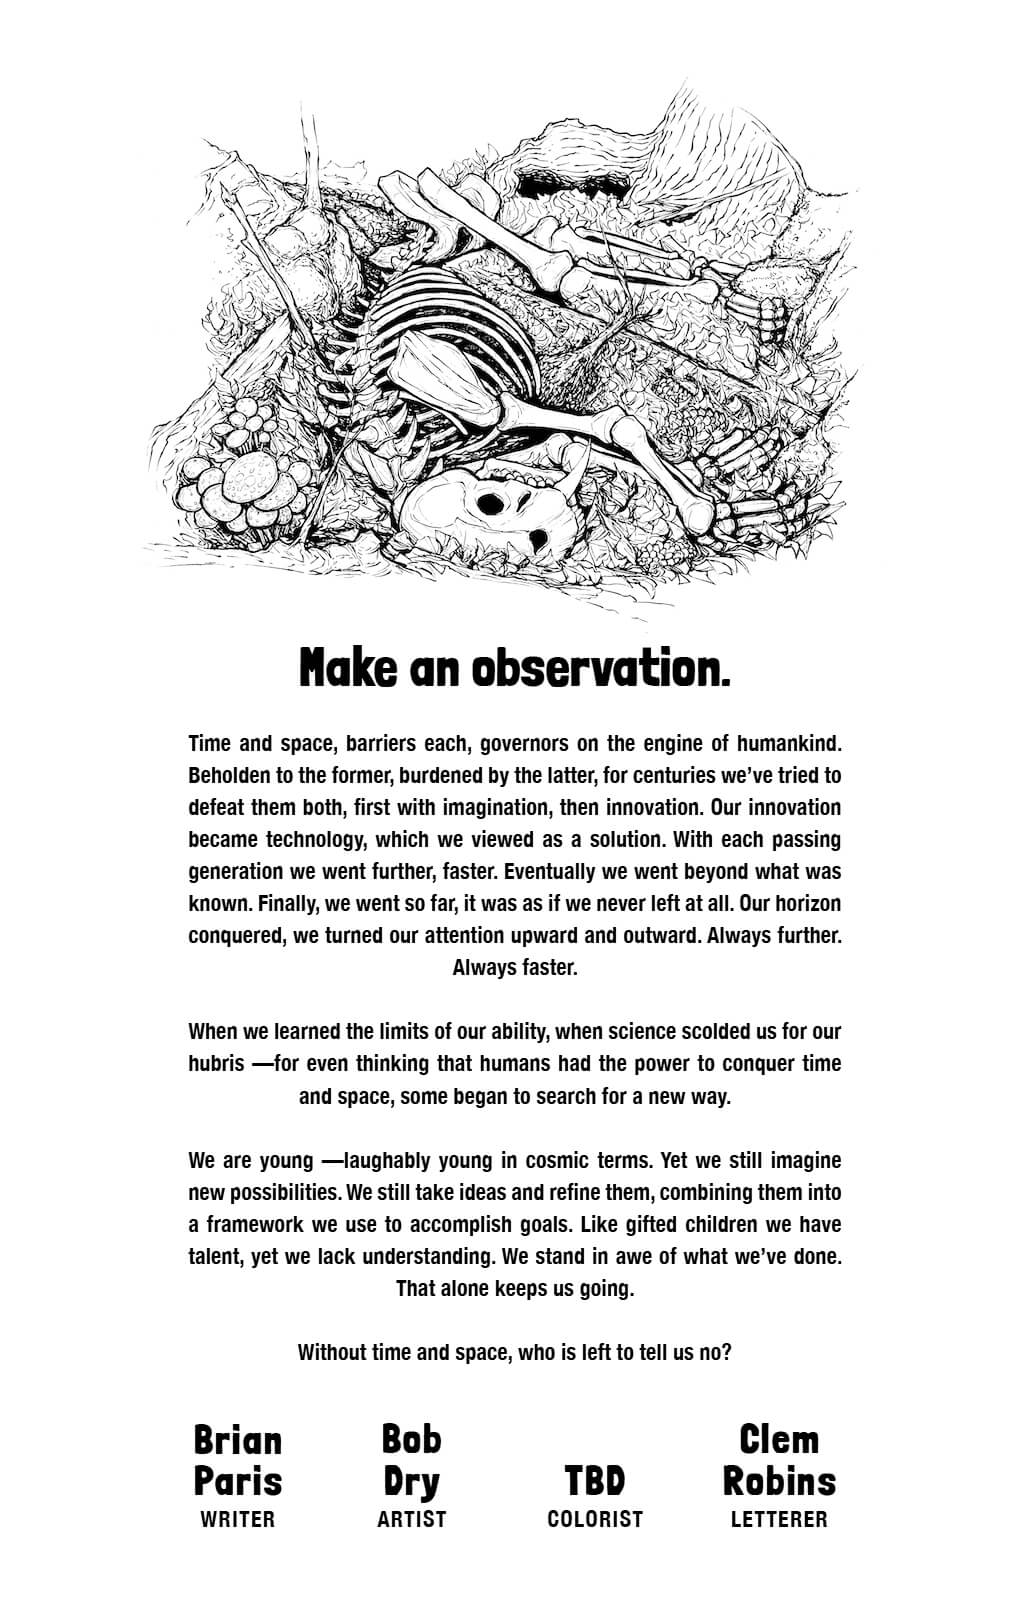 Make an observation.
Time and space, barriers each, governors on the engine of humankind.
Beholden to the former, burdened by the latter, for centuries we've tried to
defeat them both, first with imagination, then innovation. Our innovation
became technology, which we viewed as a solution. With each passing
generation we went further, faster. Eventually we went beyond what was
known. Finally, we went so far, it was as if we never left at all. Our horizon
conquered, we turned our attention upward and outward. Always further.
Always faster.
When we learned the limits of our ability, when science scolded us for our
hubris —for even thinking that humans had the power to conquer time
and space, some began to search for a new way.
We are young —laughably young in cosmic terms. Yet we still imagine
new possibilities. We still take ideas and refine them, combining them into
a framework we use to accomplish goals. Like gifted children we have
talent, yet we lack understanding. We stand in awe of what we've done.
That alone keeps us going.
Without time and space, who is left to tell us no?
Brian
Paris
WRITER
Bob
Dry
ARTIST
TBD
COLORIST
Clem
Robins
LETTERER